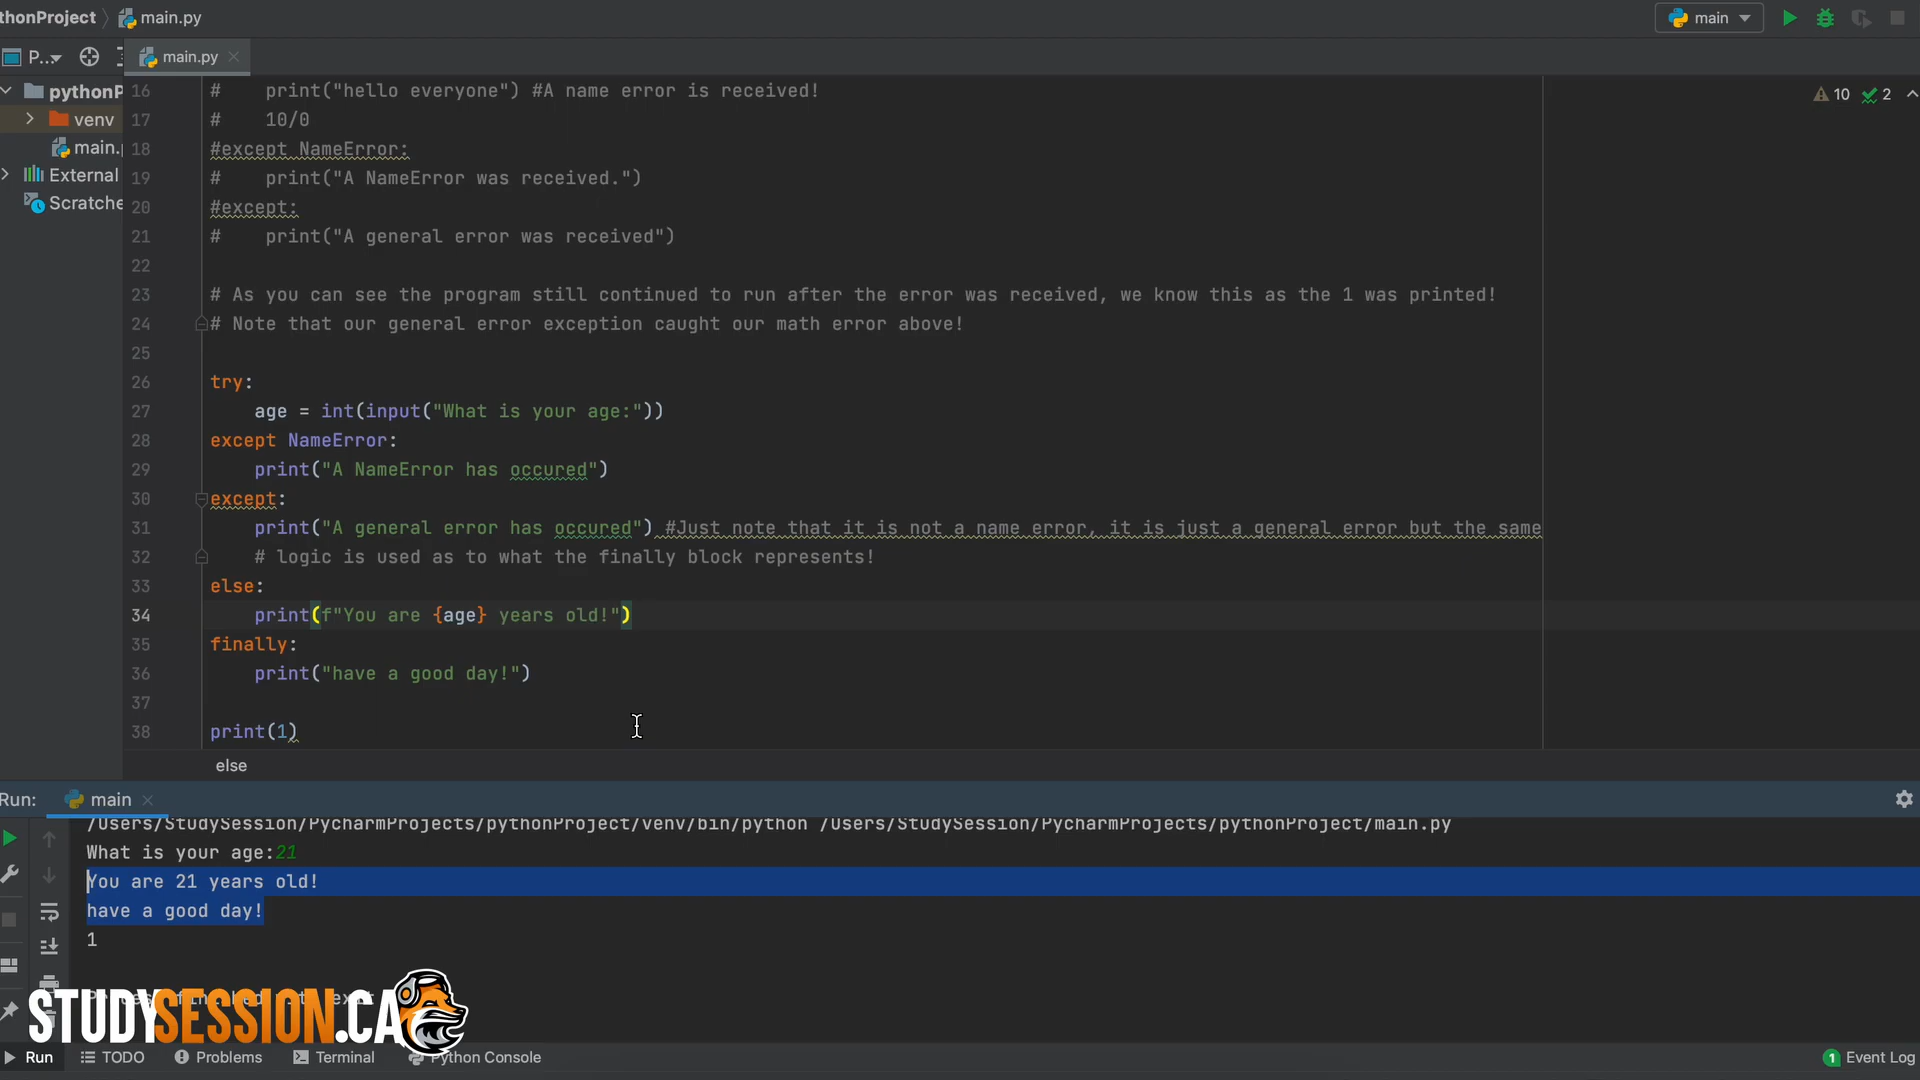 thonProject main.py main
P... main.py
pythonP
venv
main.
External
Scratche
10 2
16 #    print("hello everyone") #A name error is received!
17 #    10/0
18 #except NameError:
19 #    print("A NameError was received.")
20 #except:
21 #    print("A general error was received")
22
23 # As you can see the program still continued to run after the error was received, we know this as the 1 was printed!
24 # Note that our general error exception caught our math error above!
25
26 try:
27     age = int(input("What is your age:"))
28 except NameError:
29     print("A NameError has occured")
30 except:
31     print("A general error has occured") #Just note that it is not a name error, it is just a general error but the same
32     # logic is used as to what the finally block represents!
33 else:
34     print(f"You are {age} years old!")
35 finally:
36     print("have a good day!")
37
38 print(1)
else
Run: main
/Users/StudySession/PycharmProjects/pythonProject/venv/bin/python /Users/StudySession/PycharmProjects/pythonProject/main.py
What is your age:21
You are 21 years old!
have a good day!
1
STUDYSESSION.CA
Run TODO Problems Terminal Python Console 1 Event Log